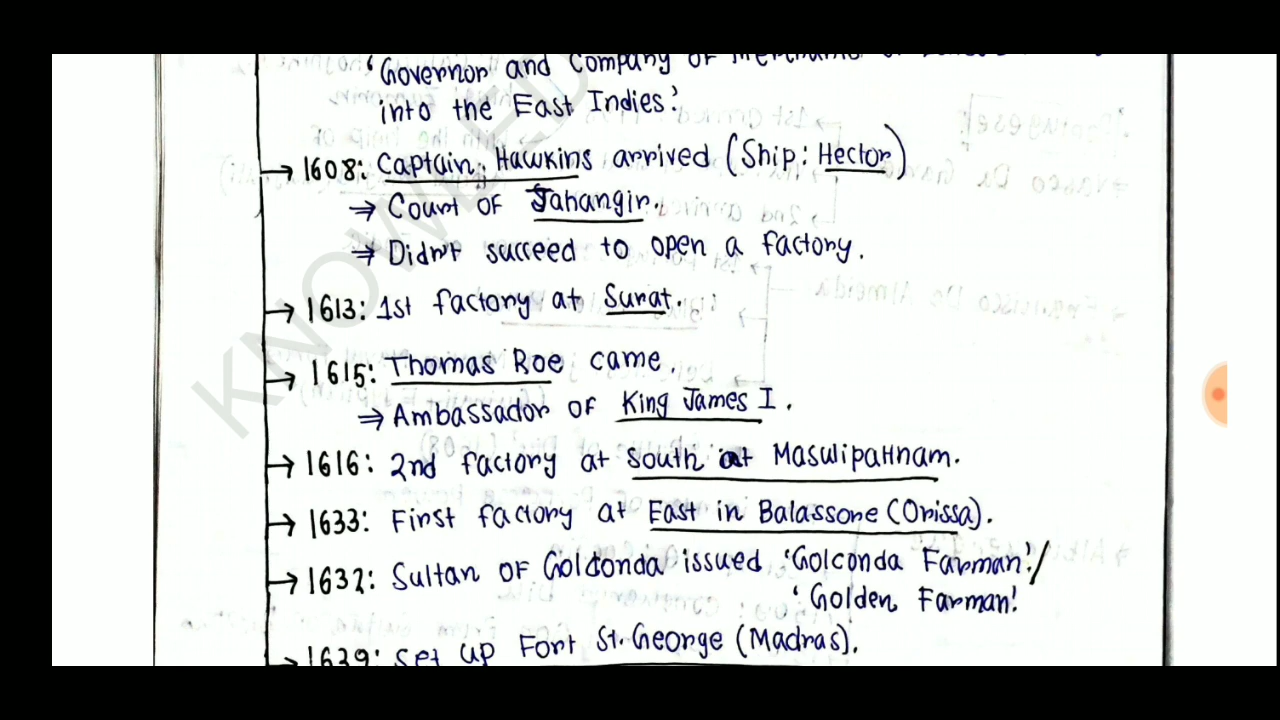 'Governor and Company of Merchants of
into the East Indies'.
→ 1608: Captain Hawkins arrived (Ship: Hector)
⇒ Court of Jahangir.
⇒ Didn't succeed to open a factory.
→ 1613: 1st factory at Surat.
→ 1615: Thomas Roe came.
⇒ Ambassador of King James I.
→ 1616: 2nd factory at south at Masulipattnam.
→ 1633: First factory at East in Balassore (Orissa).
→ 1632: Sultan of Golconda issued 'Golconda Farman'/
'Golden Farman'
→ 1639: Set up Fort St. George (Madras).
KNOW